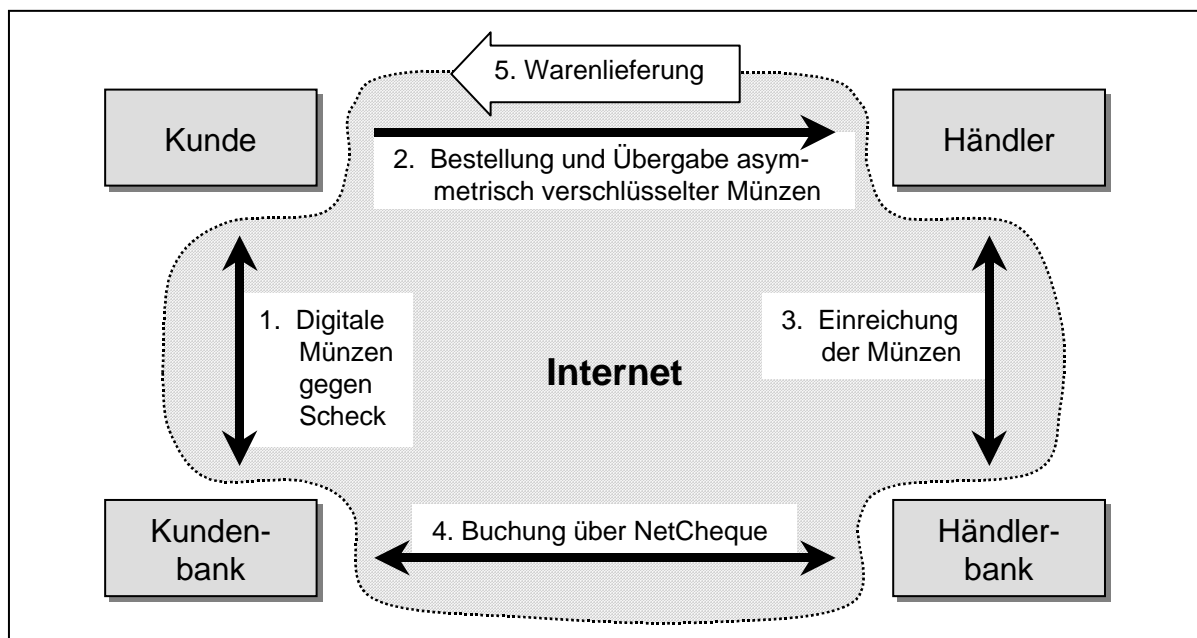 5. Warenlieferung
Kunde
Händler
2. Bestellung und Übergabe asym-
metrisch verschlüsselter Münzen
1. Digitale
Münzen
gegen
Scheck
3. Einreichung
der Münzen
Internet
Kunden-
bank
4. Buchung über NetCheque
Händler-
bank